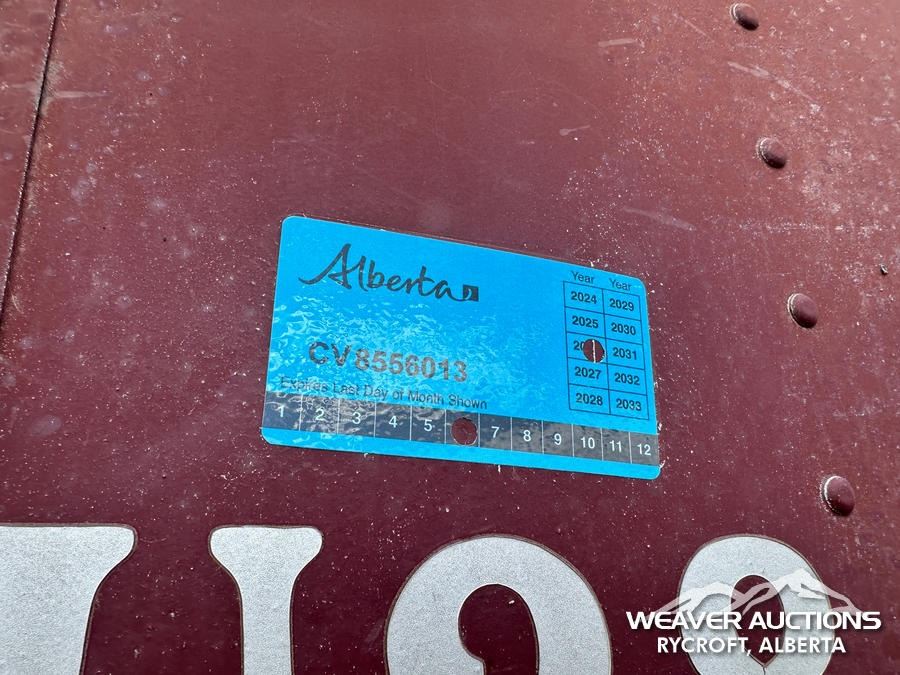 Alberta
Year Year
2024 2029
2025 2030
2031
2027 2032
2028 2033
CV8556013
Expires Last Day of Month Shown
1 2 3 4 5 7 8 9 10 11 12
WEAVER AUCTIONS
RYCROFT, ALBERTA